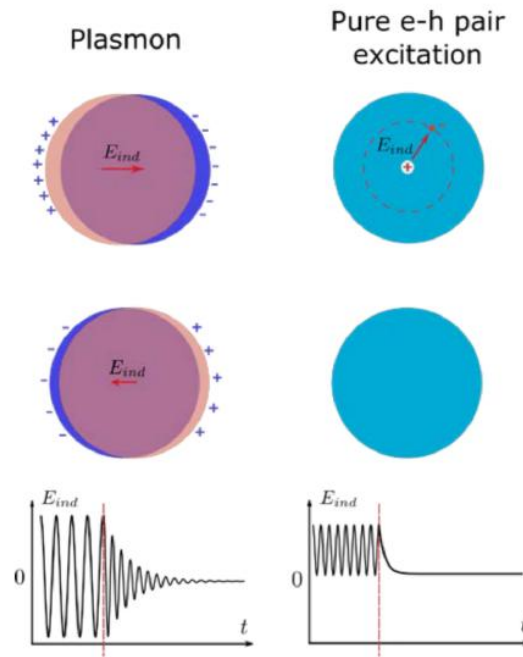 Plasmon
Pure e-h pair
excitation
+ + + + + + +
E_ind
- - - - - - -
E_ind
+
-
- - - - -
E_ind
+ + + + +
E_ind
0
t
E_ind
0
t